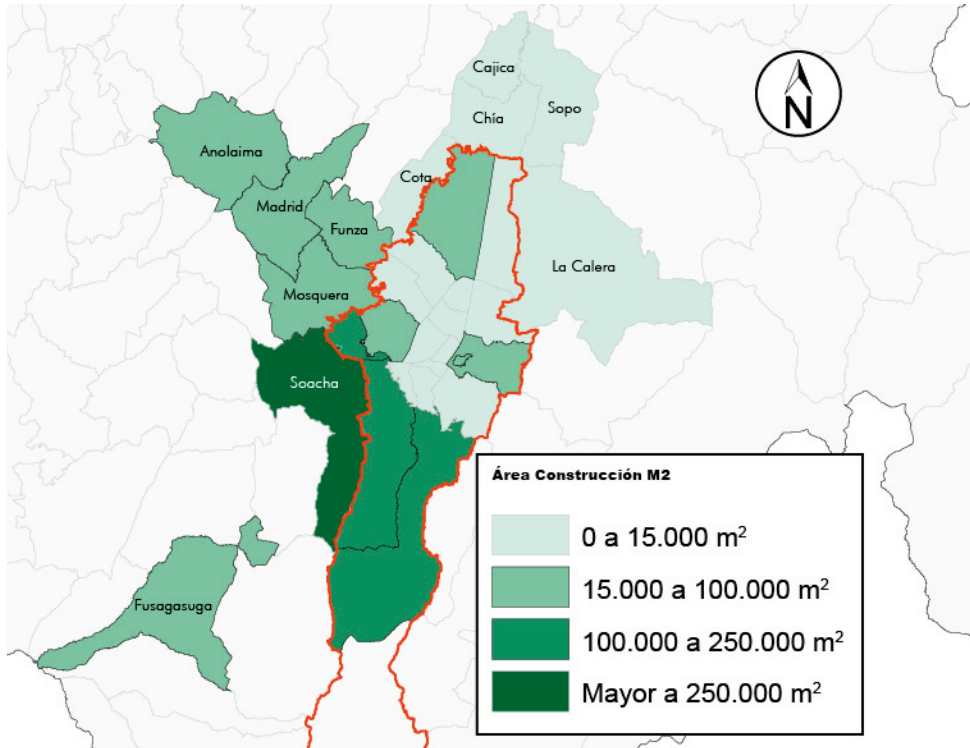 Cajica
Sopo
Chía
Anolaima
Cota
Madrid
Funza
La Calera
Mosquera
Soacha
Fusagasuga
N
Área Construcción M2
0 a 15.000 m²
15.000 a 100.000 m²
100.000 a 250.000 m²
Mayor a 250.000 m²